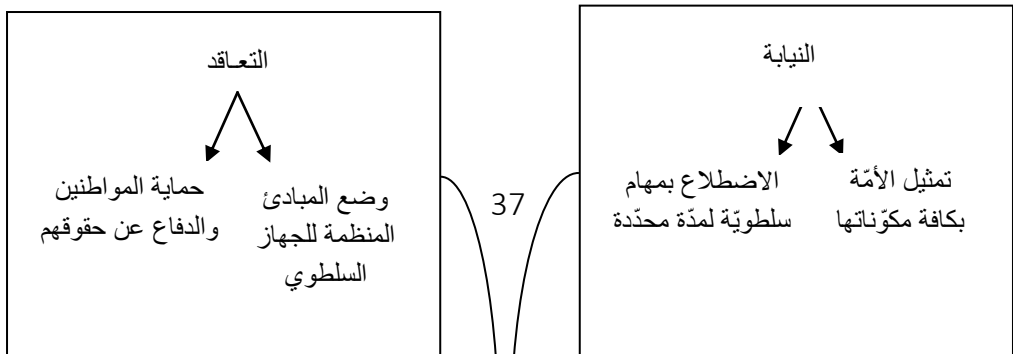 النيابة
تمثيل الأمّة
بكافة مكوّناتها
الاضطلاع بمهام
سلطويّة لمدّة محدّدة
37
التعـاقد
وضع المبادئ
المنظمة للجهاز
السلطوي
حماية المواطنين
والدفاع عن حقوقهم